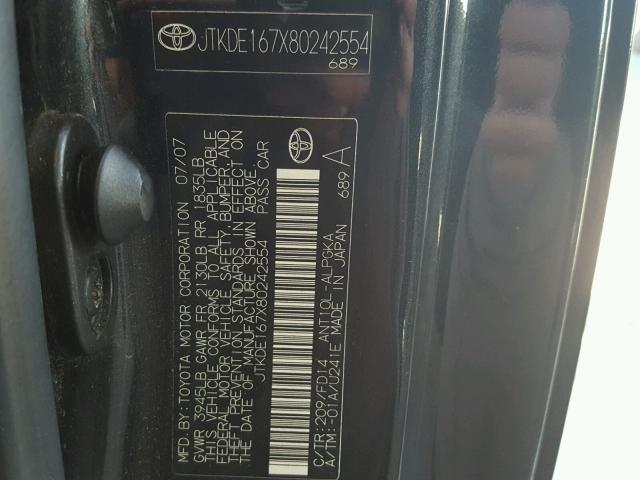 JTKDE167X80242554
689
MFD. BY: TOYOTA MOTOR CORPORATION 07/07
GVWR 3945LB GAWR FR 2130LB RR 1835LB
THIS VEHICLE CONFORMS TO ALL APPLICABLE
FEDERAL MOTOR VEHICLE SAFETY, BUMPER, AND
THEFT PREVENTION STANDARDS IN EFFECT ON
THE DATE OF MANUFACTURE SHOWN ABOVE.
JTKDE167X80242554 PASS CAR
C/TR: 209/FD14 ANT10L-ALPGKA
A/TM: -01A/U241E MADE IN JAPAN
689 A